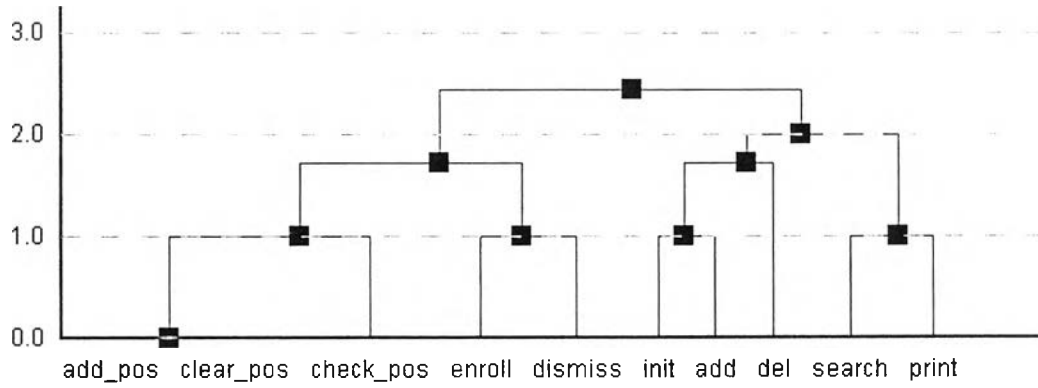 3.0
2.0
1.0
0.0
add_pos clear_pos check_pos enroll dismiss init add del search print